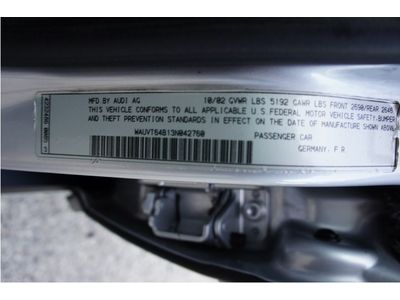 MFD. BY AUDI AG 10/02 GVWR LBS 5192 GAWR LBS FRONT 2690/REAR 2646
THIS VEHICLE CONFORMS TO ALL APPLICABLE U.S.FEDERAL MOTOR VEHICLE SAFETY-BUMPER
AND THEFT PREVENTION STANDARDS IN EFFECT ON THE DATE OF MANUFACTURE SHOWN ABOVE.
WAUVT64B13N042760 PASSENGER CAR
GERMANY, F.R.